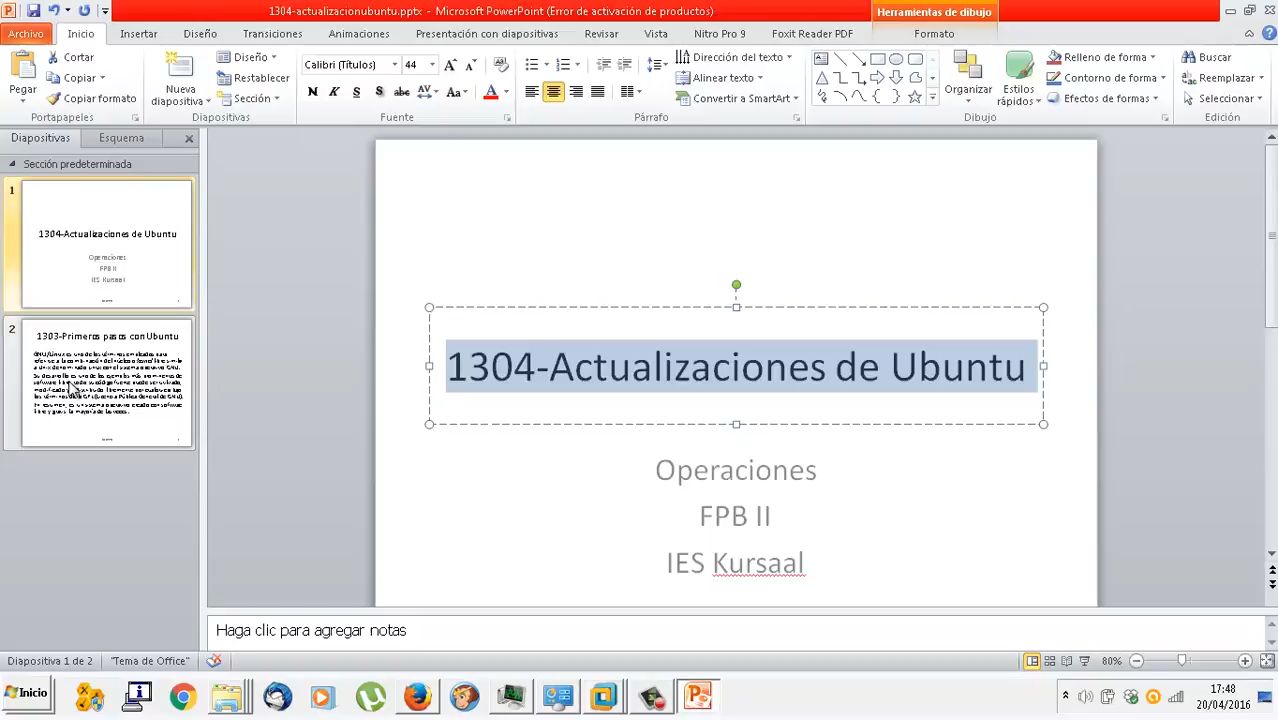 1304-actualizacionubuntu.pptx - Microsoft PowerPoint (Error de activación de productos)
Herramientas de dibujo
Archivo Inicio Insertar Diseño Transiciones Animaciones Presentación con diapositivas Revisar Vista Nitro Pro 9 Foxit Reader PDF Formato
Pegar
Cortar
Copiar
Copiar formato
Portapapeles
Nueva diapositiva
Diseño
Restablecer
Sección
Diapositivas
Calibri (Títulos) 44
N K S S abc AV Aa A
Fuente
Dirección del texto
Alinear texto
Convertir a SmartArt
Párrafo
Organizar
Estilos rápidos
Relleno de forma
Contorno de forma
Efectos de formas
Dibujo
Buscar
Reemplazar
Seleccionar
Edición
Diapositivas Esquema
Sección predeterminada
1
1304-Actualizaciones de Ubuntu
Operaciones
FPB II
IES Kursaal
2
1303-Primeros pasos con Ubuntu
1304-Actualizaciones de Ubuntu
Operaciones
FPB II
IES Kursaal
Haga clic para agregar notas
Diapositiva 1 de 2 "Tema de Office" 80%
Inicio
17:48
20/04/2016